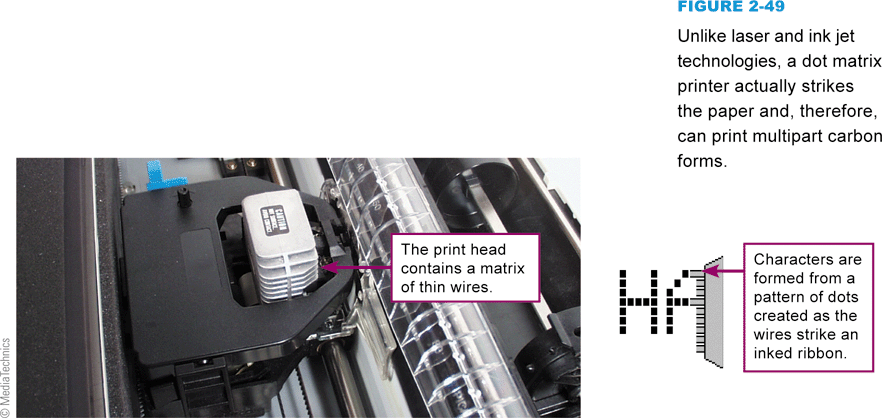 FIGURE 2-49
Unlike laser and ink jet
technologies, a dot matrix
printer actually strikes
the paper and, therefore,
can print multipart carbon
forms.
The print head
contains a matrix
of thin wires.
Characters are
formed from a
pattern of dots
created as the
wires strike an
inked ribbon.
© MediaTechnics
CAUTION